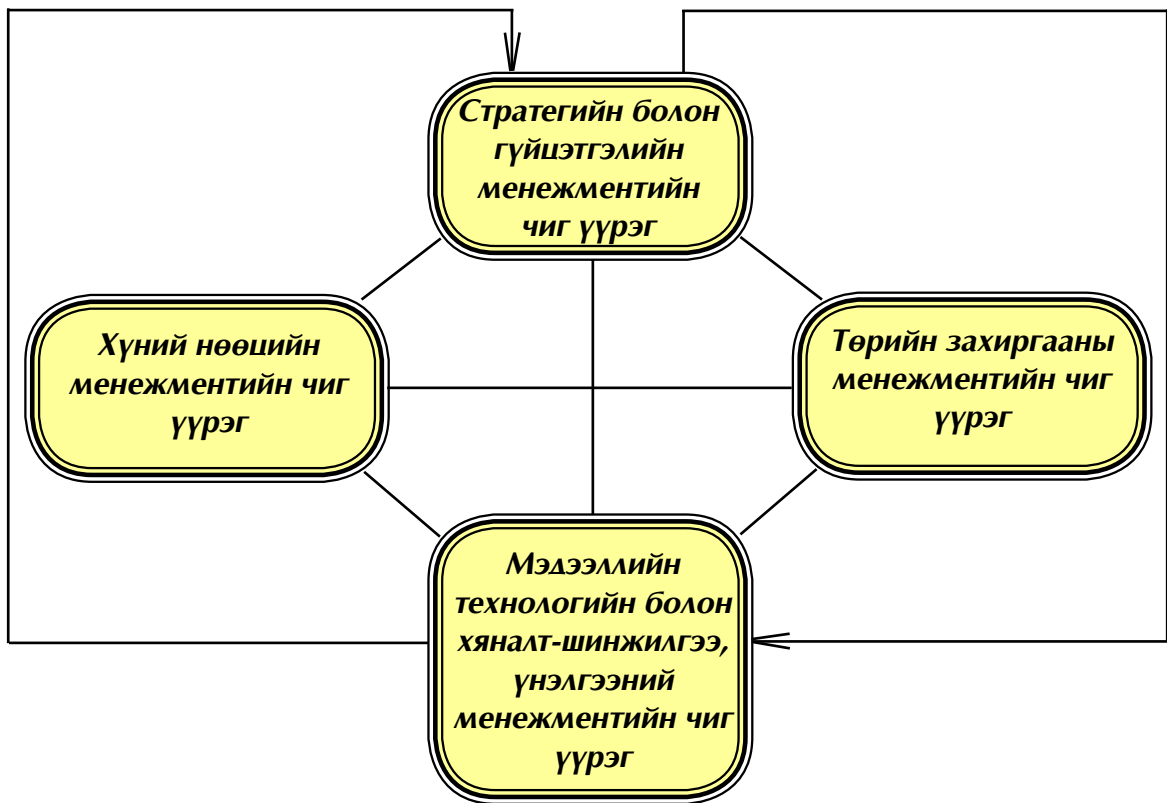 Стратегийн болон
гүйцэтгэлийн
менежментийн
чиг үүрэг
Хүний нөөцийн
менежментийн чиг
үүрэг
Төрийн захиргааны
менежментийн чиг
үүрэг
Мэдээллийн
технологийн болон
хяналт-шинжилгээ,
үнэлгээний
менежментийн чиг
үүрэг